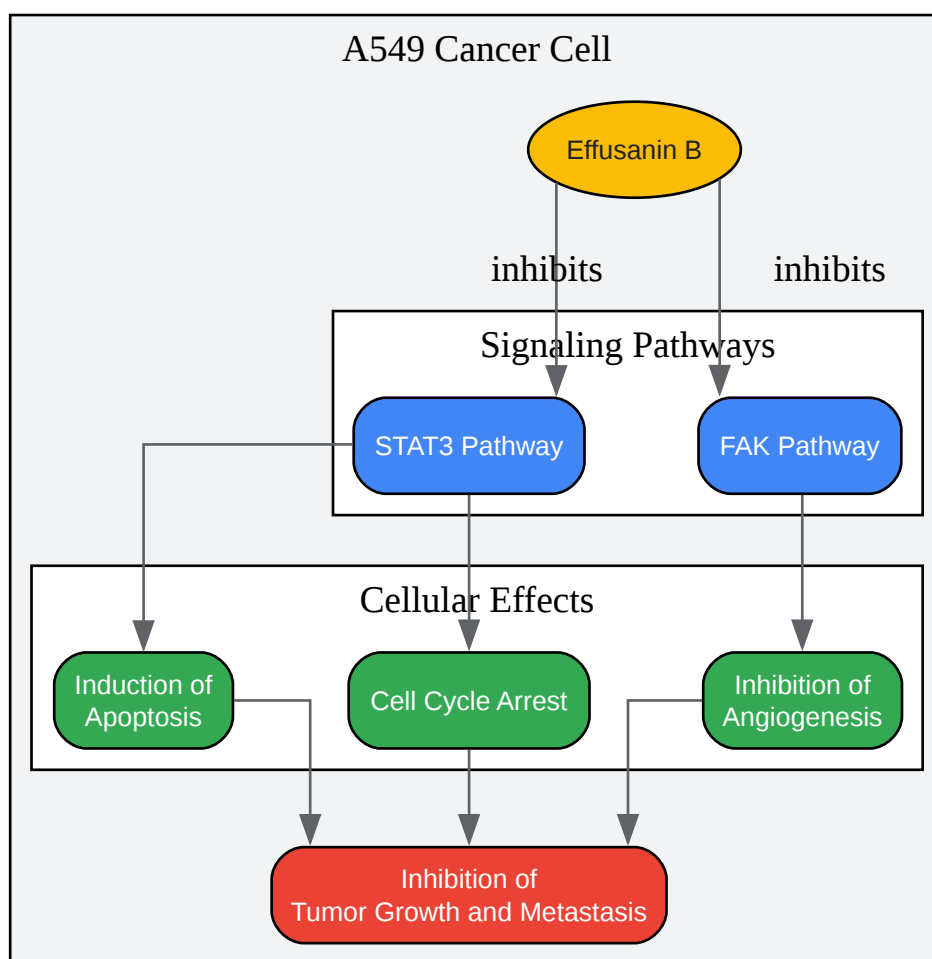 A549 Cancer Cell
Effusanin B
inhibits
inhibits
Signaling Pathways
STAT3 Pathway
FAK Pathway
Cellular Effects
Induction of
Apoptosis
Cell Cycle Arrest
Inhibition of
Angiogenesis
Inhibition of
Tumor Growth and Metastasis